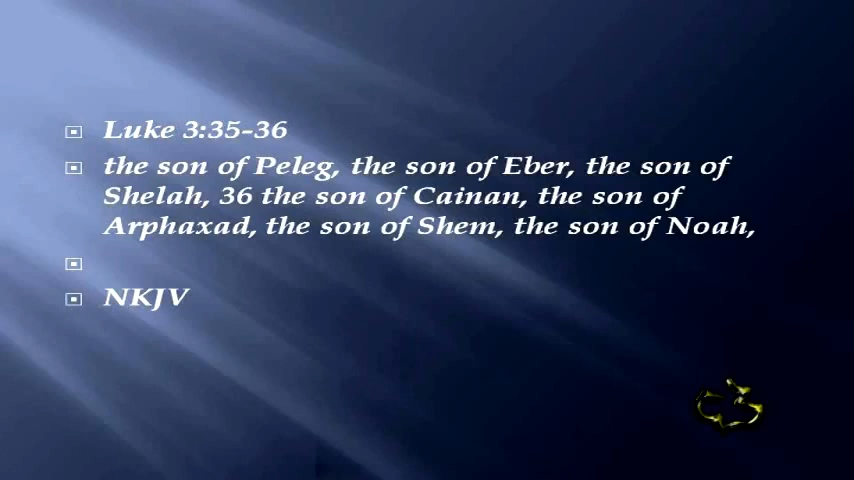 Luke 3:35-36
the son of Peleg, the son of Eber, the son of
Shelah, 36 the son of Cainan, the son of
Arphaxad, the son of Shem, the son of Noah,
NKJV